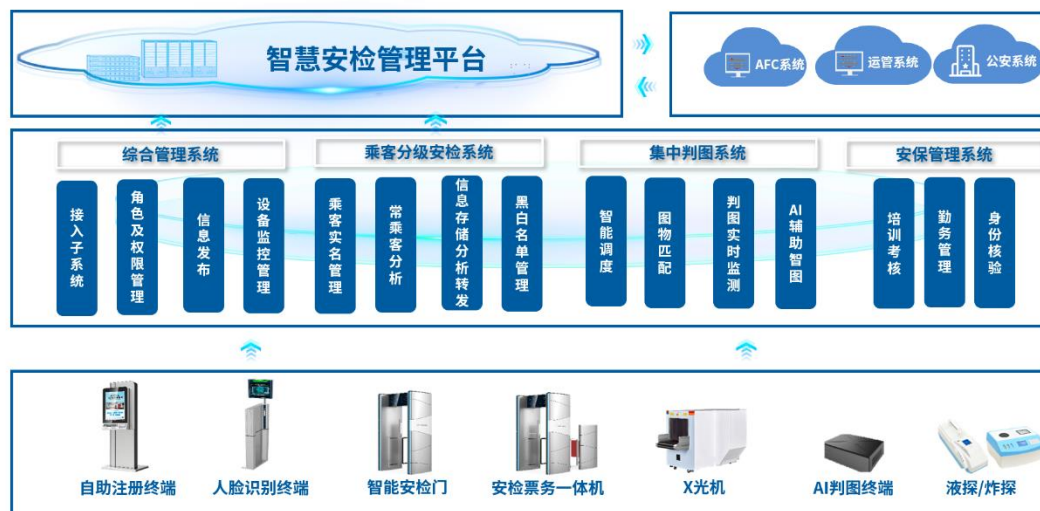 智慧安检管理平台
AFC系统
运管系统
公安系统
综合管理系统
乘客分级安检系统
集中判图系统
安保管理系统
接入子系统
角色及权限管理
信息发布
设备监控管理
乘客实名管理
常乘客分析
信息存储分析转发
黑白名单管理
智能调度
图物匹配
判图实时监测
AI辅助智图
培训考核
勤务管理
身份核验
自助注册终端
人脸识别终端
智能安检门
安检票务一体机
X光机
AI判图终端
液探/炸探